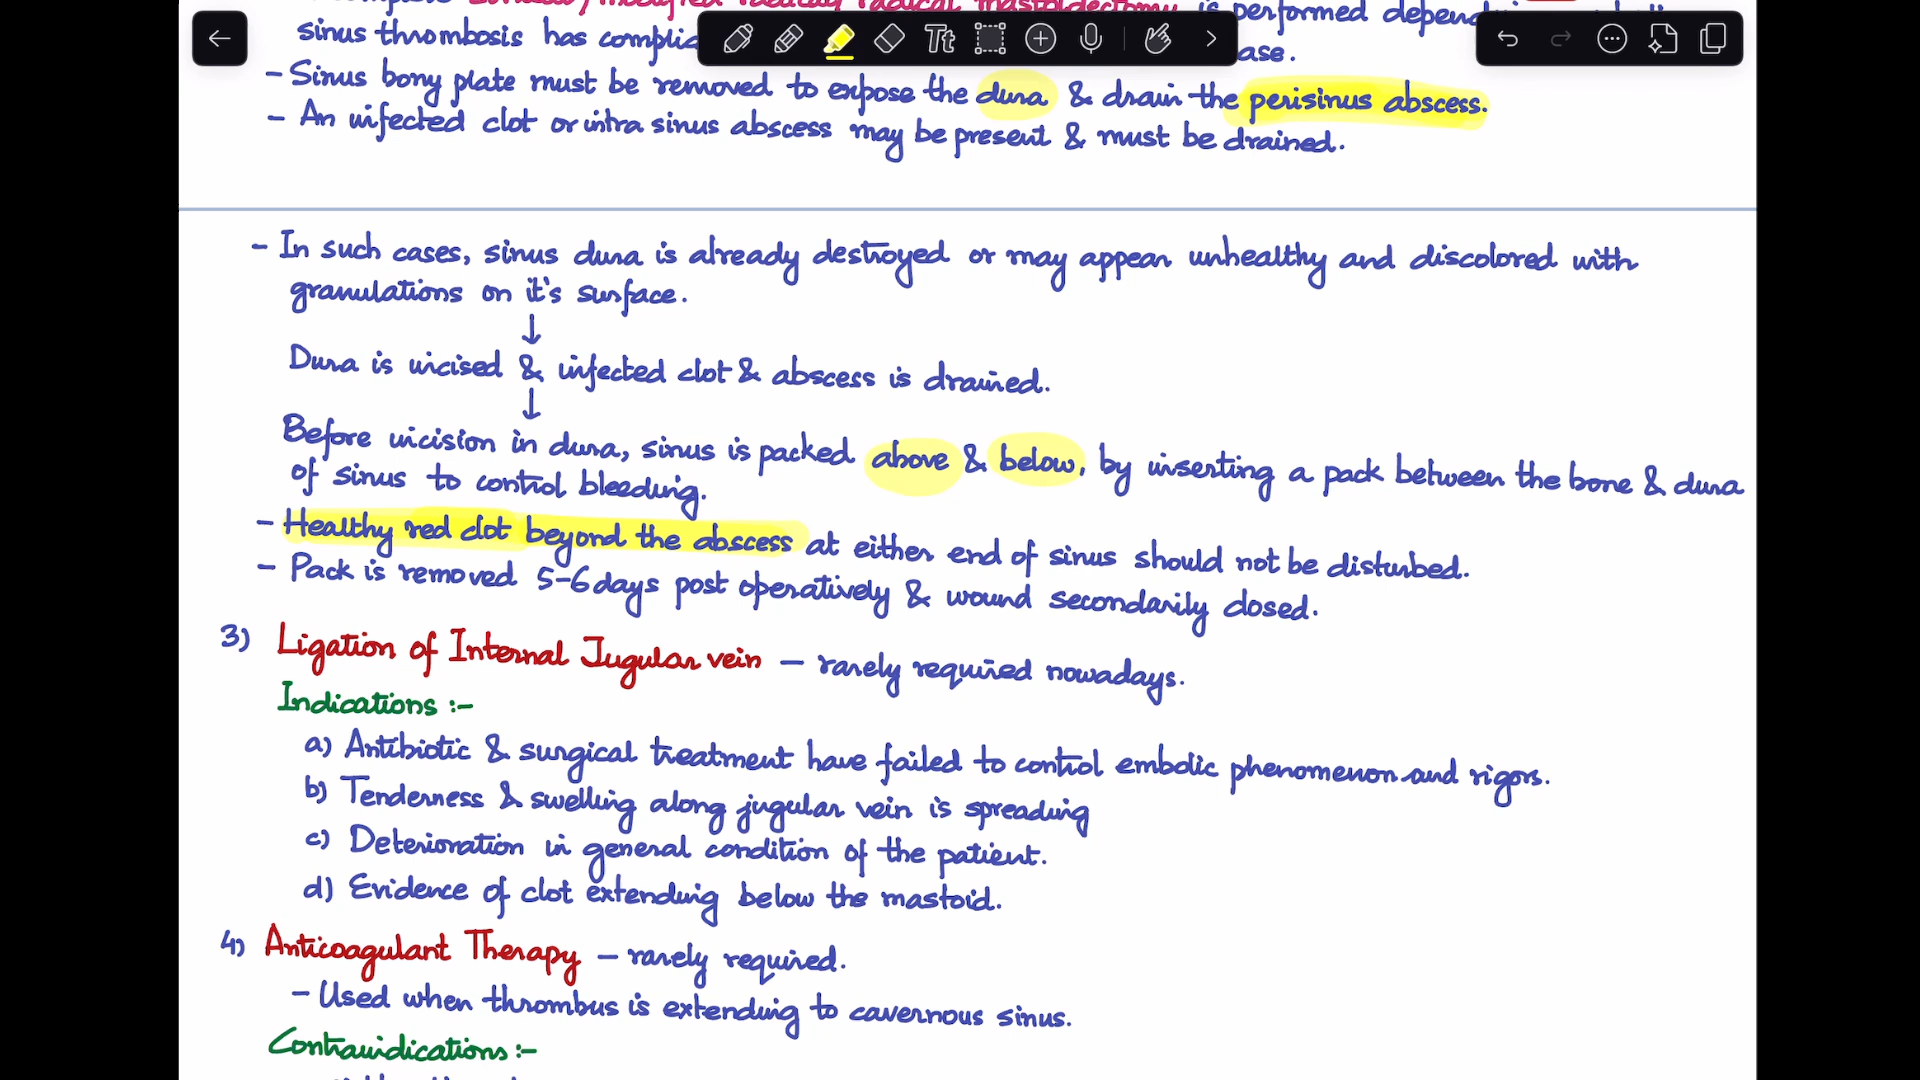 mastoidectomy is performed
sinus thrombosis has ase.
- Sinus bony plate must be removed to expose the dura & drain the perisinus abscess.
- An infected clot or intra sinus abscess may be present & must be drained.
- In such cases, sinus dura is already destroyed or may appear unhealthy and discolored with
granulations on it's surface.
↓
Dura is incised & infected clot & abscess is drained.
↓
Before incision in dura, sinus is packed above & below, by inserting a pack between the bone & dura
of sinus to control bleeding.
- Healthy red clot beyond the abscess at either end of sinus should not be disturbed.
- Pack is removed 5-6 days post operatively & wound secondarily closed.
3) Ligation of Internal Jugular vein - rarely required nowadays.
Indications :-
a) Antibiotic & surgical treatment have failed to control embolic phenomenon and rigors.
b) Tenderness & swelling along jugular vein is spreading
c) Deterioration in general condition of the patient.
d) Evidence of clot extending below the mastoid.
4) Anticoagulant Therapy - rarely required.
- Used when thrombus is extending to cavernous sinus.
Contraindications :-